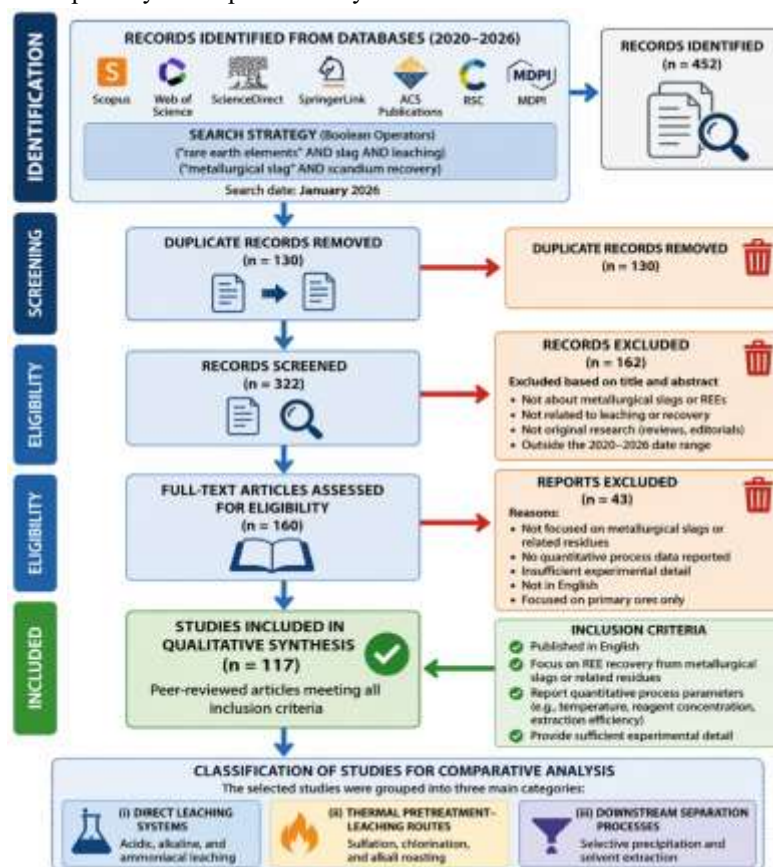 IDENTIFICATION
RECORDS IDENTIFIED FROM DATABASES (2020–2026)
S
Scopus
Web of
Science
ScienceDirect
SpringerLink
ACS
Publications
RSC
MDPI
MDPI
SEARCH STRATEGY (Boolean Operators)
("rare earth elements" AND slag AND leaching)
("metallurgical slag" AND scandium recovery)
Search date: January 2026
RECORDS IDENTIFIED
(n = 452)
SCREENING
DUPLICATE RECORDS REMOVED
(n = 130)
DUPLICATE RECORDS REMOVED
(n = 130)
ELIGIBILITY
RECORDS SCREENED
(n = 322)
RECORDS EXCLUDED
(n = 162)
Excluded based on title and abstract
• Not about metallurgical slags or REEs
• Not related to leaching or recovery
• Not original research (reviews, editorials)
• Outside the 2020–2026 date range
ELIGIBILITY
FULL-TEXT ARTICLES ASSESSED
FOR ELIGIBILITY
(n = 160)
REPORTS EXCLUDED
(n = 43)
Reasons:
• Not focused on metallurgical slags or
related residues
• No quantitative process data reported
• Insufficient experimental detail
• Not in English
• Focused on primary ores only
INCLUDED
STUDIES INCLUDED IN
QUALITATIVE SYNTHESIS
(n = 117)
Peer-reviewed articles meeting all
inclusion criteria
INCLUSION CRITERIA
Published in English
Focus on REE recovery from metallurgical
slags or related residues
Report quantitative process parameters
(e.g., temperature, reagent concentration,
extraction efficiency)
Provide sufficient experimental detail
CLASSIFICATION OF STUDIES FOR COMPARATIVE ANALYSIS
The selected studies were grouped into three main categories:
(i) DIRECT LEACHING
SYSTEMS
Acids, alkaline, and
ammoniacal leaching
(ii) THERMAL PRETREATMENT–
LEACHING ROUTES
Sulfation, chlorination,
and alkali roasting
(iii) DOWNSTREAM SEPARATION
PROCESSES
Selective precipitation and
solvent extraction